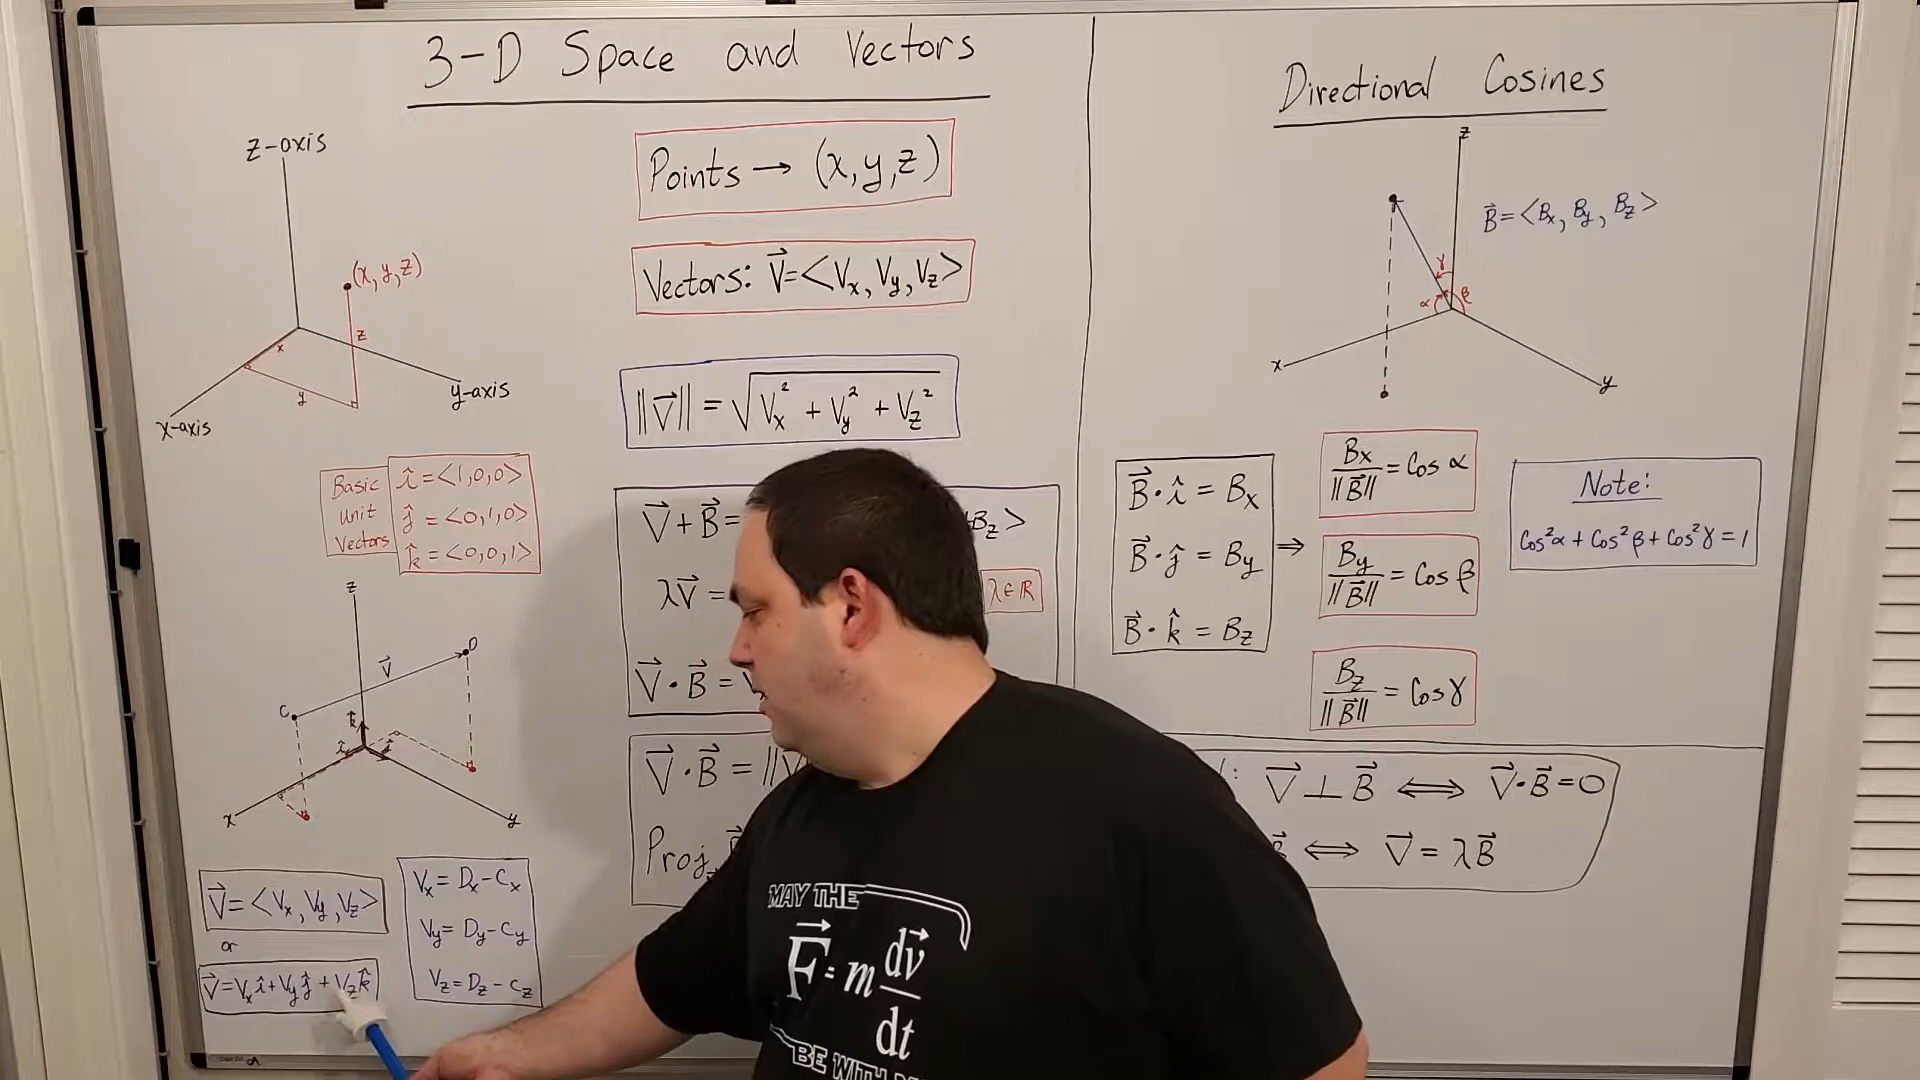 3-D Space and Vectors
z-axis
(x, y, z)
z
x
y
y-axis
x-axis
Basic
Unit
Vectors
î = <1,0,0>
ĵ = <0,1,0>
k̂ = <0,0,1>
z
D
V⃗
C
k̂
î
ĵ
x
y
V⃗ = <Vx, Vy, Vz>
or
V⃗ = Vx î + Vy ĵ + Vz k̂
Vx = Dx - Cx
Vy = Dy - Cy
Vz = Dz - Cz
Points → (x, y, z)
Vectors: V⃗ = <Vx, Vy, Vz>
||V⃗|| = √Vx² + Vy² + Vz²
V⃗ + B⃗ =
Bz>
λV⃗ =
λ∈ℝ
V⃗ · B⃗ =
V⃗ · B⃗ = ||V
Proj
Directional Cosines
z
B⃗ = <Bx, By, Bz>
γ
α
β
x
y
B⃗ · î = Bx
B⃗ · ĵ = By
B⃗ · k̂ = Bz
⇒
Bx/||B⃗|| = Cos α
By/||B⃗|| = Cos β
Bz/||B⃗|| = Cos γ
Note:
Cos²α + Cos²β + Cos²γ = 1
: V⃗ ⊥ B⃗ ⟺ V⃗·B⃗ = 0
B⃗ ⟺ V⃗ = λB⃗
MAY THE
F⃗ = m dv⃗/dt
BE WITH